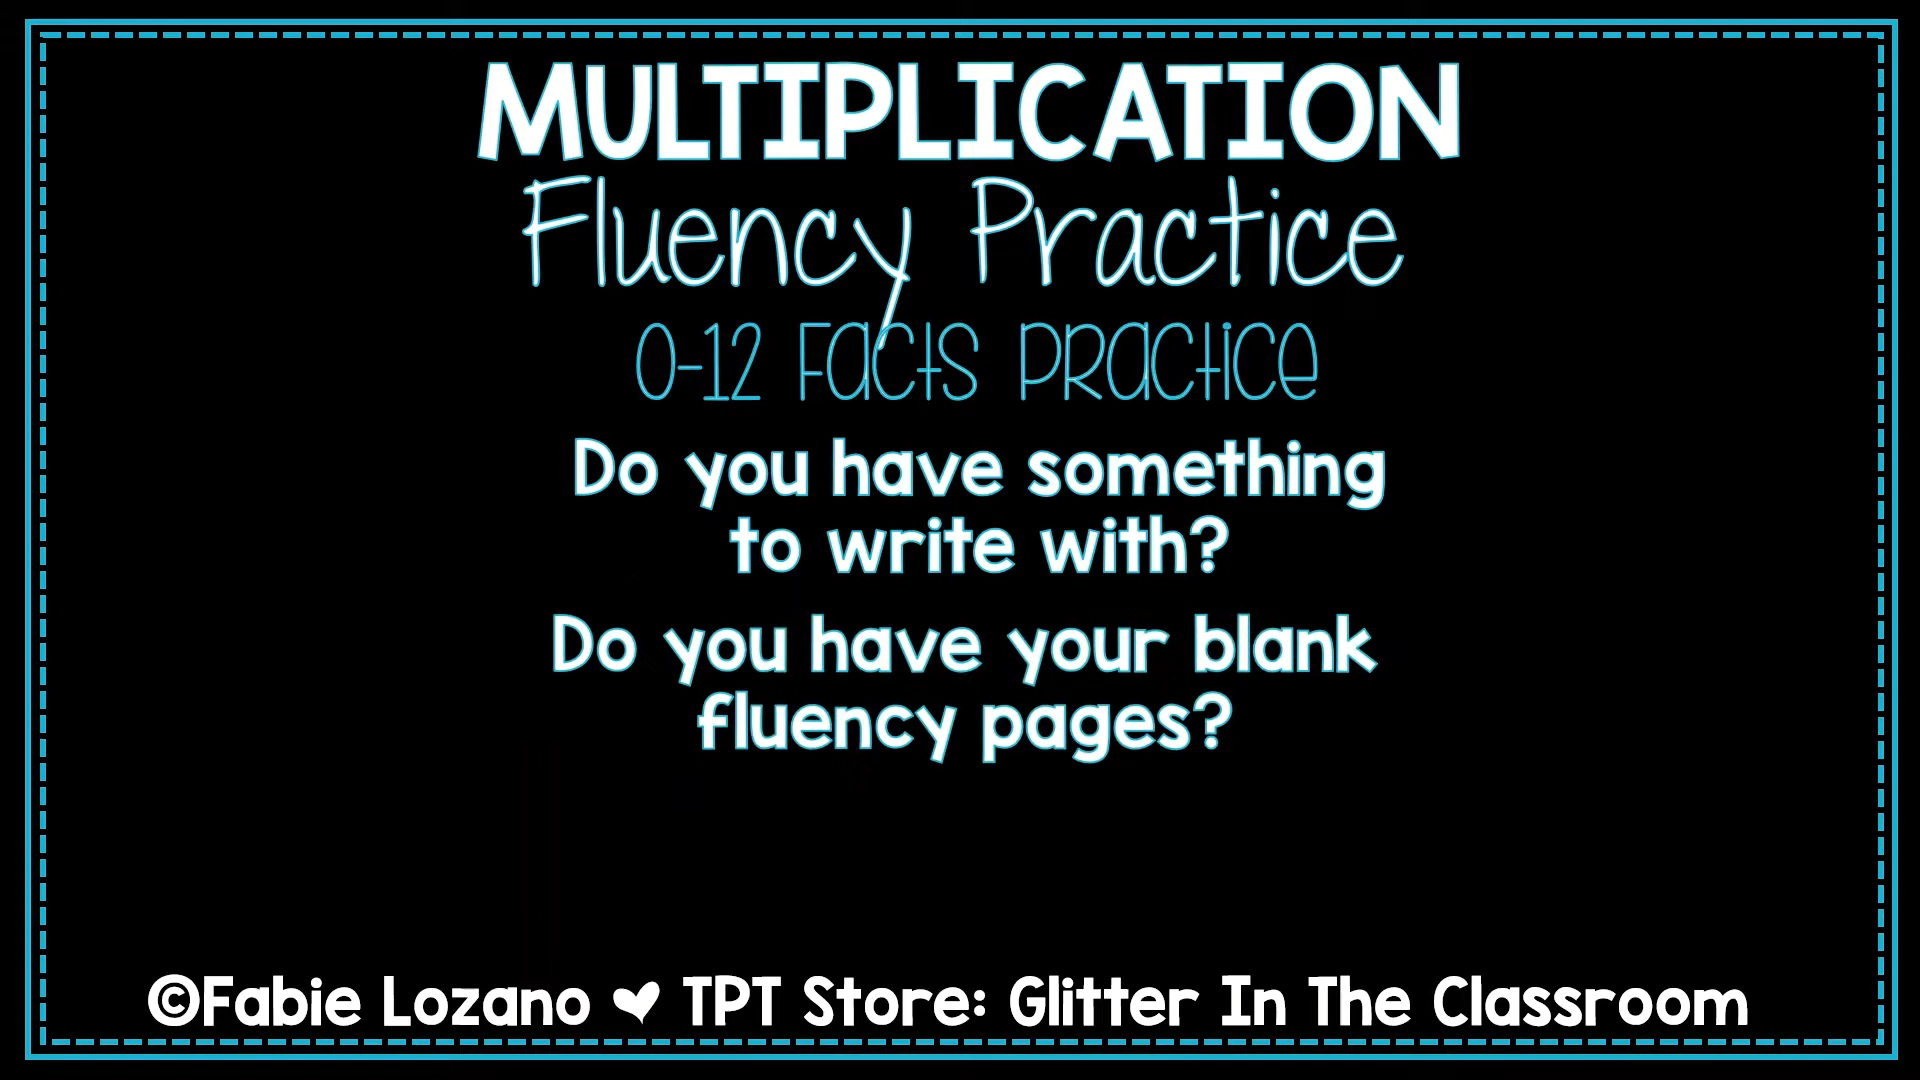 MULTIPLICATION
Fluency Practice
0-12 Facts Practice
Do you have something
to write with?
Do you have your blank
fluency pages?
©Fabie Lozano ♥ TPT Store: Glitter In The Classroom